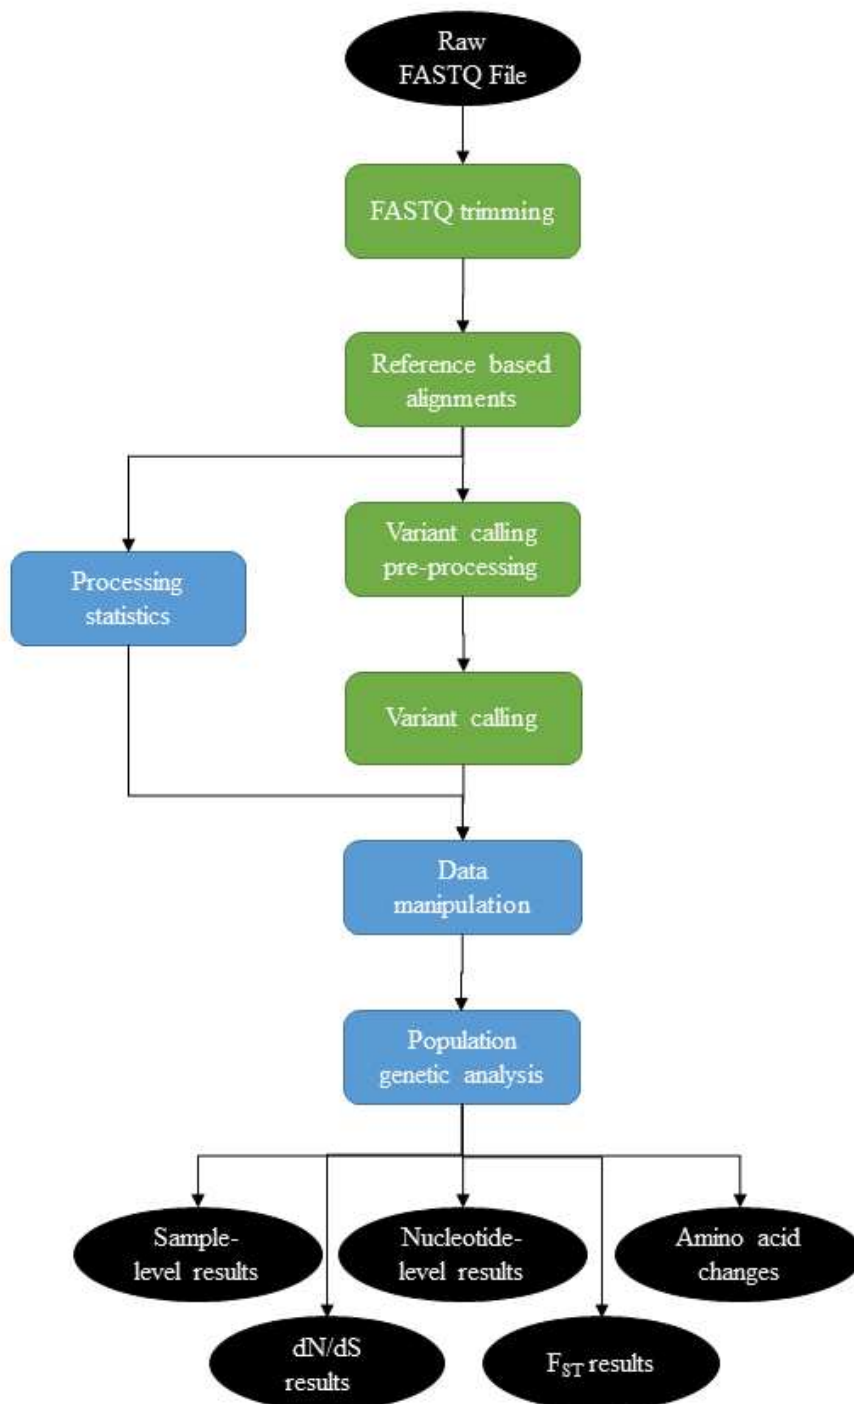 Raw
FASTQ File
FASTQ trimming
Reference based
alignments
Variant calling
pre-processing
Processing
statistics
Variant calling
Data
manipulation
Population
genetic analysis
Sample-
level results
Nucleotide-
level results
Amino acid
changes
dN/dS
results
FST results